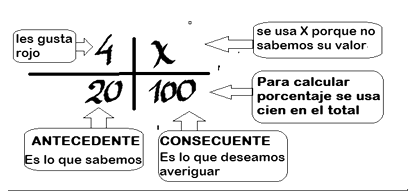 les gusta
rojo
4
X
se usa X porque no
sabemos su valor
20
100
Para calcular
porcentaje se usa
cien en el total
ANTECEDENTE
Es lo que sabemos
CONSECUENTE
Es lo que deseamos
averiguar